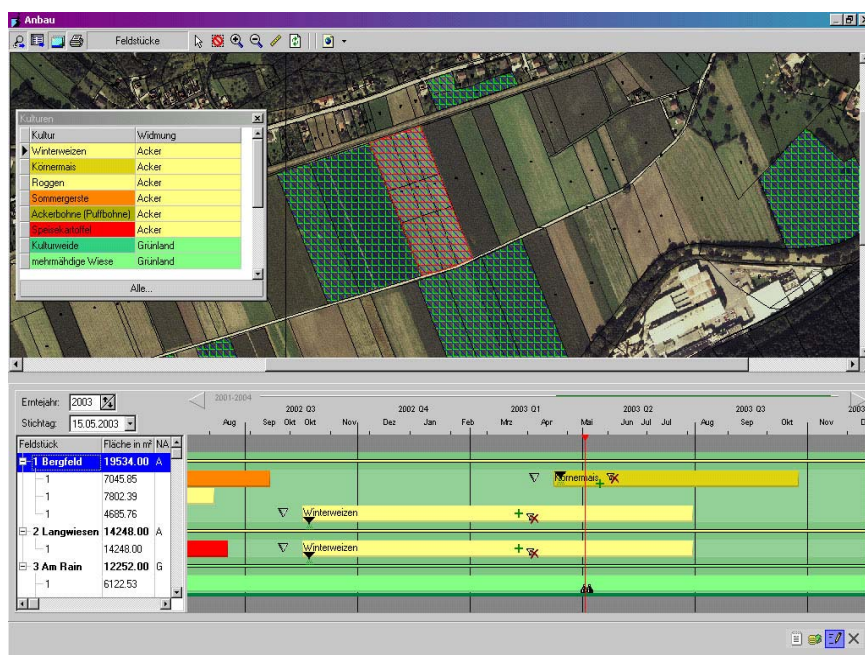 Anbau
Feldstücke
Kulturen
Kultur Widmung
Winterweizen Acker
Körnermais Acker
Roggen Acker
Sommergerste Acker
Ackerbohne (Puffbohne) Acker
Speisekartoffel Acker
Kulturweide Grünland
mehrmähdige Wiese Grünland
Alle...
Erntejahr: 2003
2001-2004
2002 Q3 2002 Q4 2003 Q1 2003 Q2 2003 Q3 2003
Stichtag: 15.05.2003
Aug Sep Okt Okt Nov Dez Jan Feb Mrz Apr Mai Jun Jul Jul Aug Sep Okt Nov D
Feldstück Fläche in m² NA
1 Bergfeld 19534.00 A
1 7045.85 Körnermais
1 7802.39
1 4685.76 Winterweizen
2 Langwiesen 14248.00 A
1 14248.00 Winterweizen
3 Am Rain 12252.00 G
1 6122.53